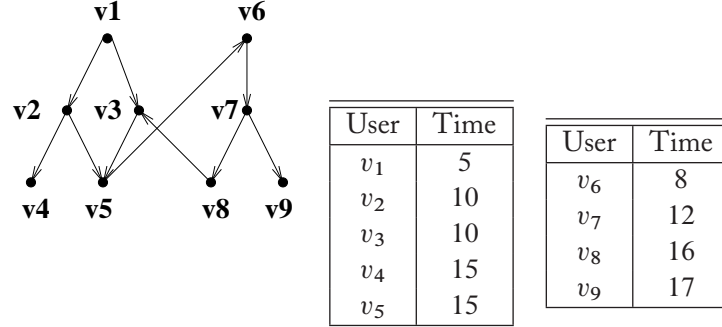 v1 v6
v2 v3 v7
v4 v5 v8 v9
User Time
v₁ 5
v₂ 10
v₃ 10
v₄ 15
v₅ 15
User Time
v₆ 8
v₇ 12
v₈ 16
v₉ 17